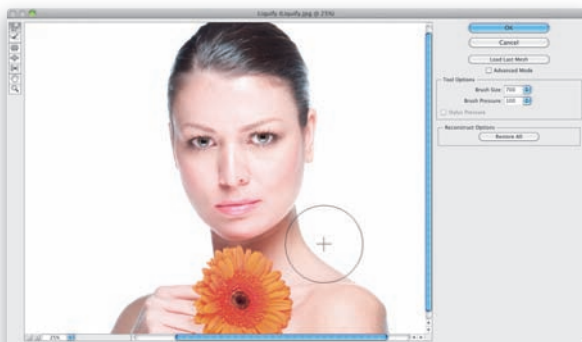 Liquify (Liquify.jpg @ 25%)
OK
Cancel
Load Last Mesh
Advanced Mode
Tool Options
Brush Size: 700
Brush Pressure: 100
Stylus Pressure
Reconstruct Options
Restore All
25%